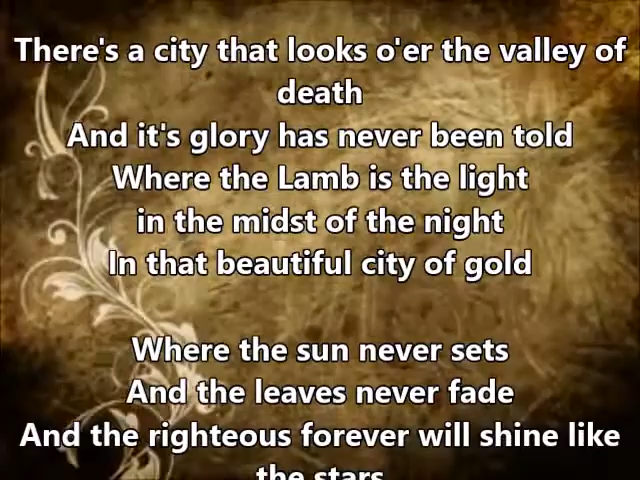 There's a city that looks o'er the valley of
death
And it's glory has never been told
Where the Lamb is the light
in the midst of the night
In that beautiful city of gold
Where the sun never sets
And the leaves never fade
And the righteous forever will shine like
the stars